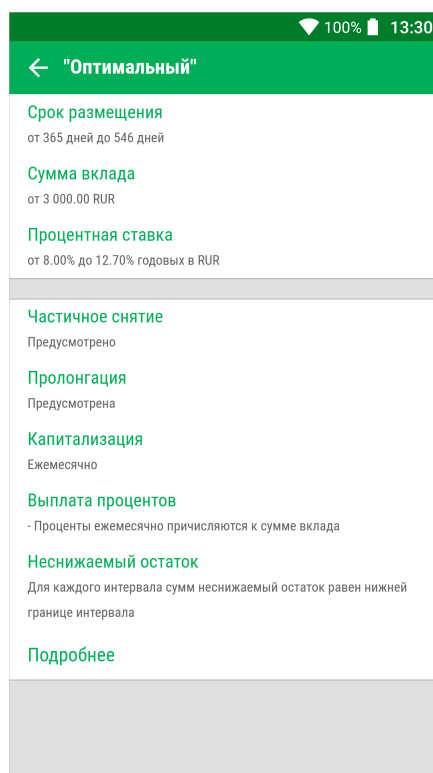 100% 13:30
"Оптимальный"
Срок размещения
от 365 дней до 546 дней
Сумма вклада
от 3 000.00 RUR
Процентная ставка
от 8.00% до 12.70% годовых в RUR
Частичное снятие
Предусмотрено
Пролонгация
Предусмотрена
Капитализация
Ежемесячно
Выплата процентов
- Проценты ежемесячно причисляются к сумме вклада
Неснижаемый остаток
Для каждого интервала сумм неснижаемый остаток равен нижней
границе интервала
Подробнее